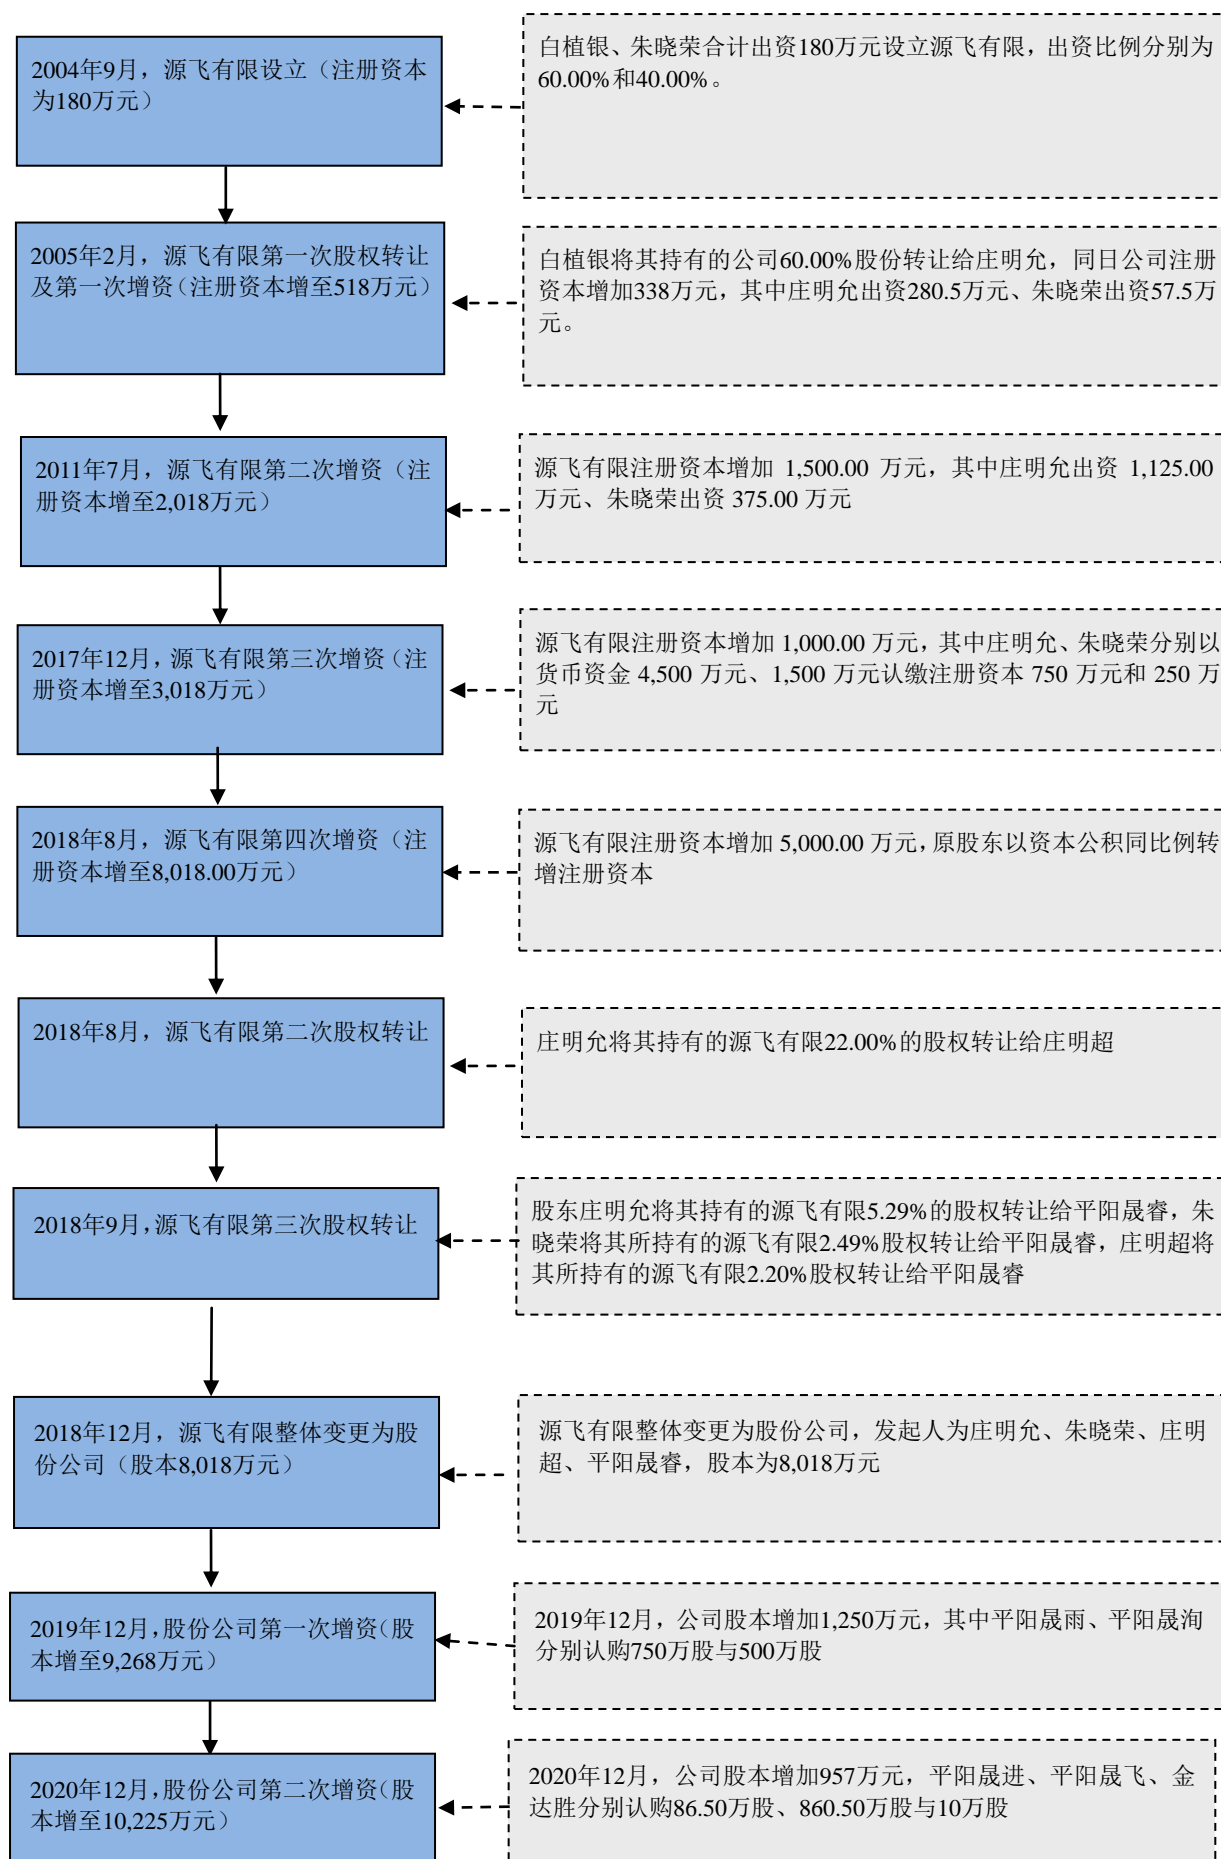 2004年9月，源飞有限设立（注册资本
为180万元）
白植银、朱晓荣合计出资180万元设立源飞有限，出资比例分别为
60.00%和40.00%。
2005年2月，源飞有限第一次股权转让
及第一次增资（注册资本增至518万元）
白植银将其持有的公司60.00%股份转让给庄明允，同日公司注册
资本增加338万元，其中庄明允出资280.5万元、朱晓荣出资57.5万
元。
2011年7月，源飞有限第二次增资（注
册资本增至2,018万元）
源飞有限注册资本增加 1,500.00 万元，其中庄明允出资 1,125.00
万元、朱晓荣出资 375.00 万元
2017年12月，源飞有限第三次增资（注
册资本增至3,018万元）
源飞有限注册资本增加 1,000.00 万元，其中庄明允、朱晓荣分别以
货币资金 4,500 万元、1,500 万元认缴注册资本 750 万元和 250 万
元
2018年8月，源飞有限第四次增资（注
册资本增至8,018.00万元）
源飞有限注册资本增加 5,000.00 万元，原股东以资本公积同比例转
增注册资本
2018年8月，源飞有限第二次股权转让
庄明允将其持有的源飞有限22.00%的股权转让给庄明超
2018年9月，源飞有限第三次股权转让
股东庄明允将其持有的源飞有限5.29%的股权转让给平阳晟睿，朱
晓荣将其所持有的源飞有限2.49%股权转让给平阳晟睿，庄明超将
其所持有的源飞有限2.20%股权转让给平阳晟睿
2018年12月，源飞有限整体变更为股
份公司（股本8,018万元）
源飞有限整体变更为股份公司，发起人为庄明允、朱晓荣、庄明
超、平阳晟睿，股本为8,018万元
2019年12月，股份公司第一次增资（股
本增至9,268万元）
2019年12月，公司股本增加1,250万元，其中平阳晟雨、平阳晟洵
分别认购750万股与500万股
2020年12月，股份公司第二次增资（股
本增至10,225万元）
2020年12月，公司股本增加957万元，平阳晟进、平阳晟飞、金
达胜分别认购86.50万股、860.50万股与10万股